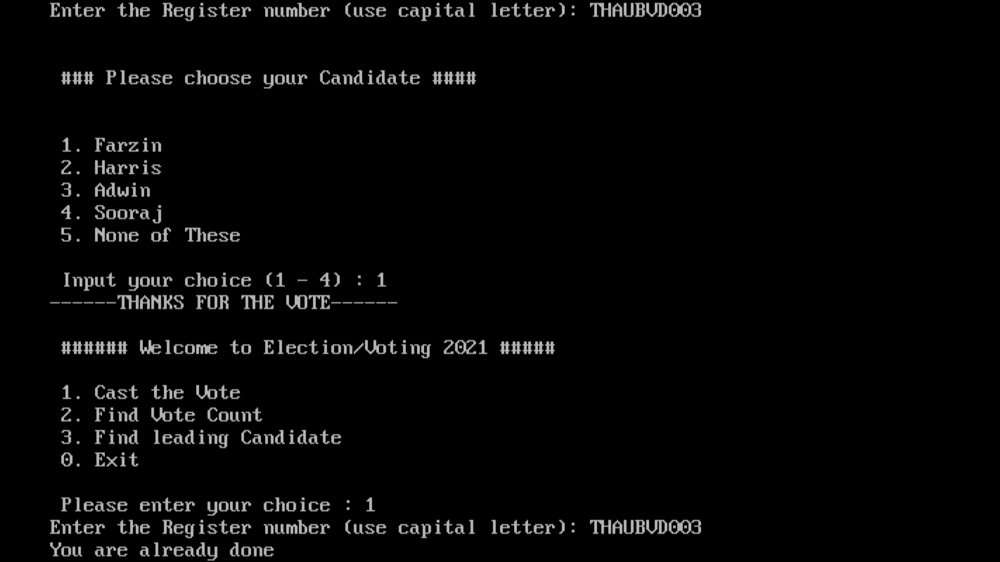 Enter the Register number (use capital letter): THAUBVD003
### Please choose your Candidate ####
1. Farzin
2. Harris
3. Adwin
4. Sooraj
5. None of These
Input your choice (1 - 4) : 1
------THANKS FOR THE VOTE------
###### Welcome to Election/Voting 2021 #####
1. Cast the Vote
2. Find Vote Count
3. Find leading Candidate
0. Exit
Please enter your choice : 1
Enter the Register number (use capital letter): THAUBVD003
You are already done